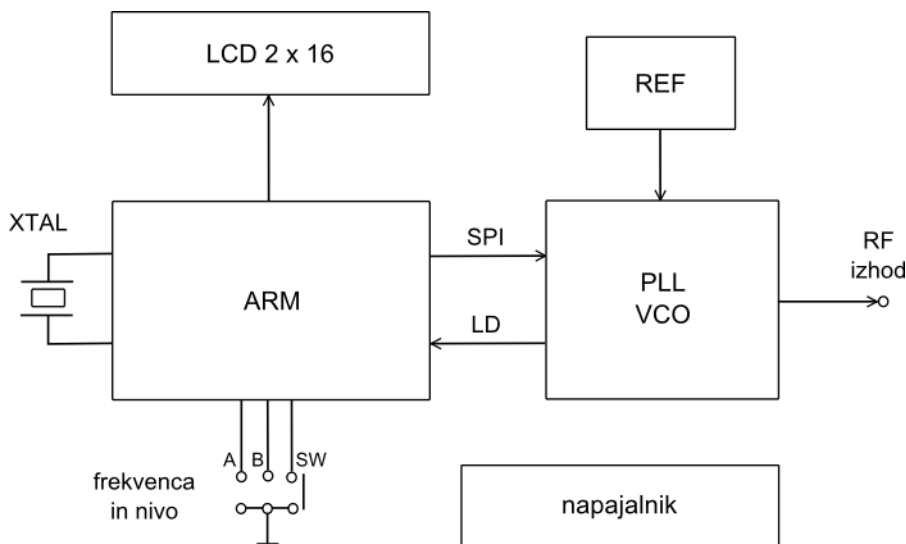 LCD 2 x 16
REF
XTAL
ARM
SPI
LD
PLL
VCO
RF
izhod
A B SW
frekvenca
in nivo
napajalnik